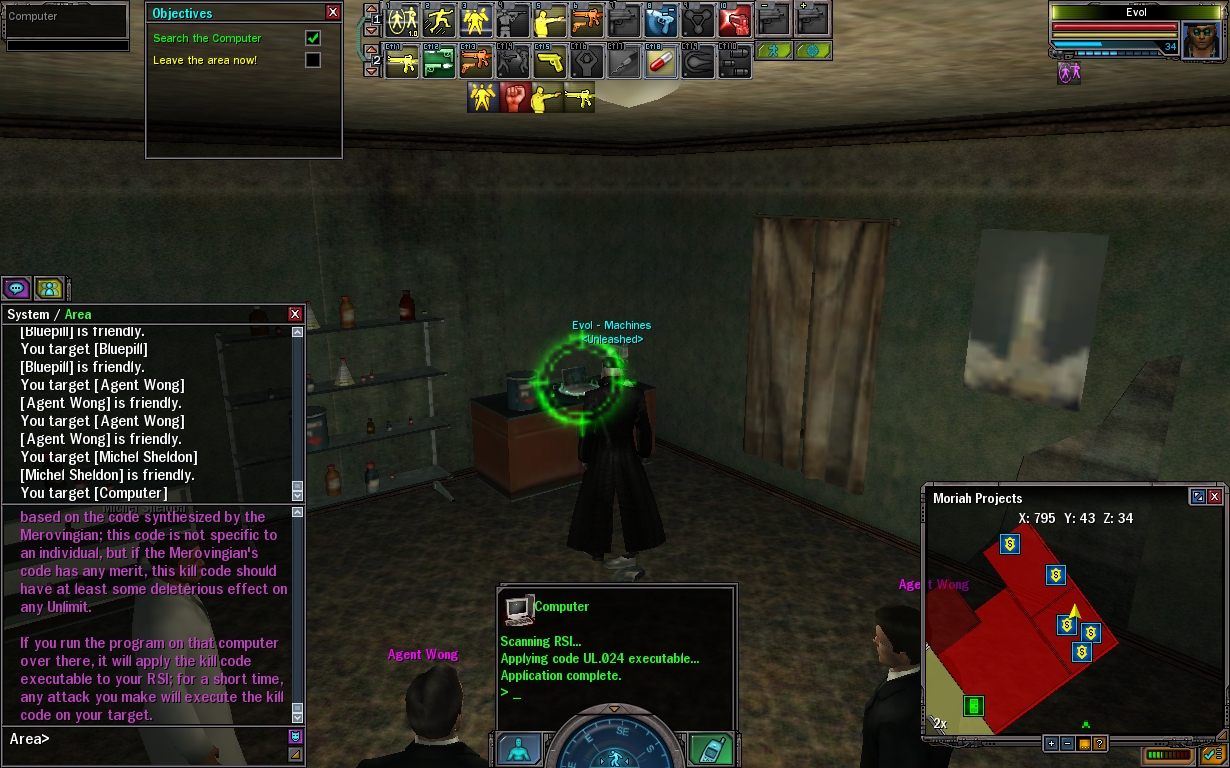 Computer
Objectives
Search the Computer
Leave the area now!
1
2
Evol
34
Evol - Machines
<Unleashed>
System / Area
[Bluepill] is friendly.
You target [Bluepill]
[Bluepill] is friendly.
You target [ Agent Wong]
[ Agent Wong] is friendly.
You target [ Agent Wong]
[ Agent Wong] is friendly.
You target [Michel Sheldon]
[Michel Sheldon] is friendly.
You target [Computer]
based on the code synthesized by the
Merovingian; this code is not specific to
an individual, but if the Merovingian's
code has any merit, this kill code should
have at least some deleterious effect on
any Unlimit.
If you run the program on that computer
over there, it will apply the kill code
executable to your RSI; for a short time,
any attack you make will execute the kill
code on your target.
Area>
Agent Wong
Computer
Scanning RSI...
Applying code UL.024 executable...
Application complete.
> _
E
SE
S
Agent Wong
Moriah Projects
X: 795 Y: 43 Z: 34
2x